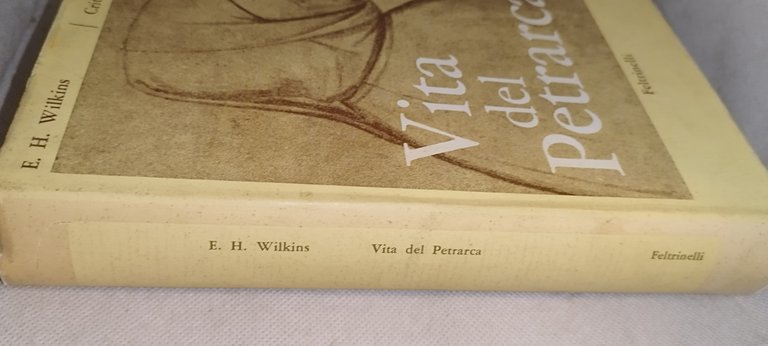 E. H. Wilkins
Vita
del
Petrarca
Feltrinelli
E. H. Wilkins Vita del Petrarca Feltrinelli